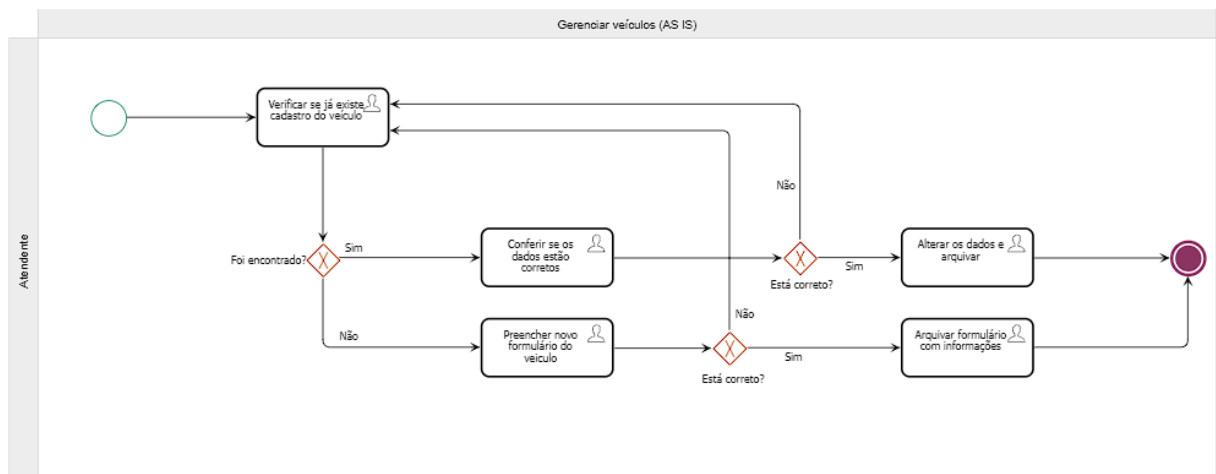 Gerenciar veículos (AS IS)
Atendente
Verificar se já existe
cadastro do veículo
Não
Foi encontrado?
Sim
Conferir se os
dados estão
corretos
Está correto?
Sim
Alterar os dados e
arquivar
Não
Preencher novo
formulário do
veiculo
Não
Está correto?
Sim
Arquivar formulário
com informações